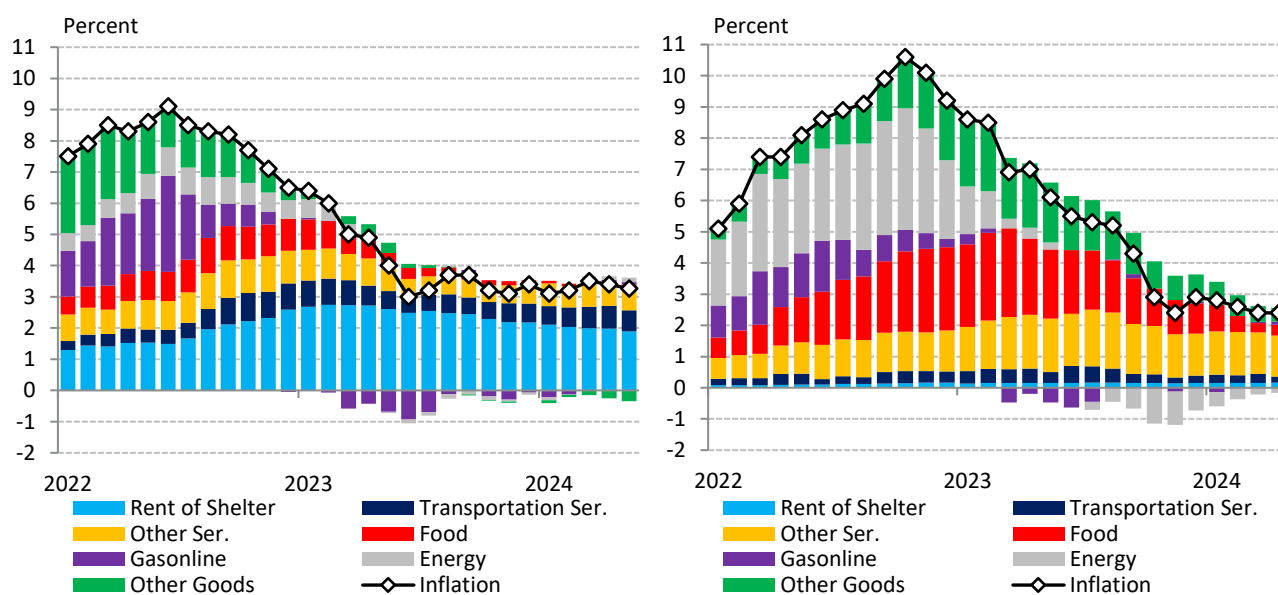 Percent
11
10
9
8
7
6
5
4
3
2
1
0
-1
-2
2022 2023 2024
Rent of Shelter Transportation Ser.
Other Ser. Food
Gasonline Energy
Other Goods Inflation
Percent
11
10
9
8
7
6
5
4
3
2
1
0
-1
-2
2022 2023 2024
Rent of Shelter Transportation Ser.
Other Ser. Food
Gasonline Energy
Other Goods Inflation